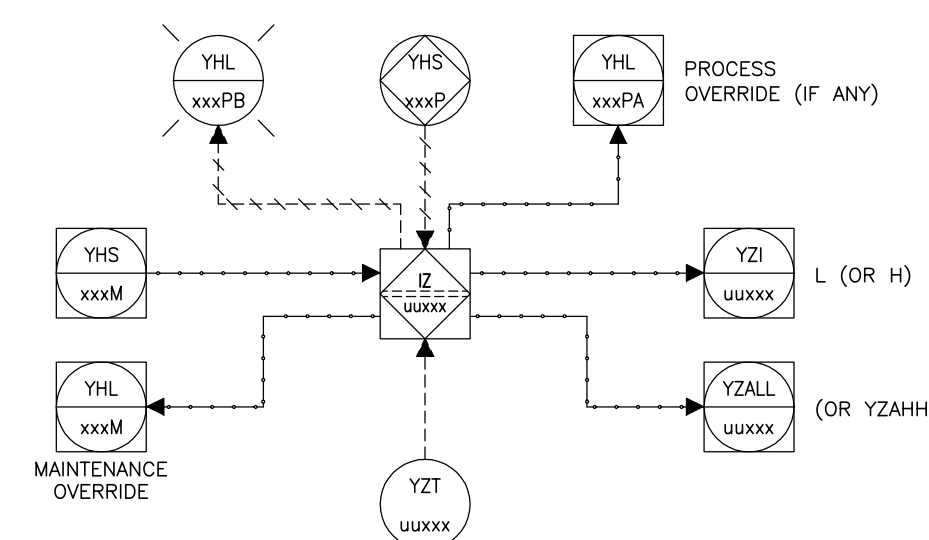 YHL
xxxPB
YHS
xxxP
YHL
xxxPA
PROCESS
OVERRIDE (IF ANY)
YHS
xxxM
IZ
uuxxx
YZI
uuxxx
L (OR H)
YHL
xxxM
MAINTENANCE
OVERRIDE
YZALL
uuxxx
(OR YZAHH
YZT
uuxxx